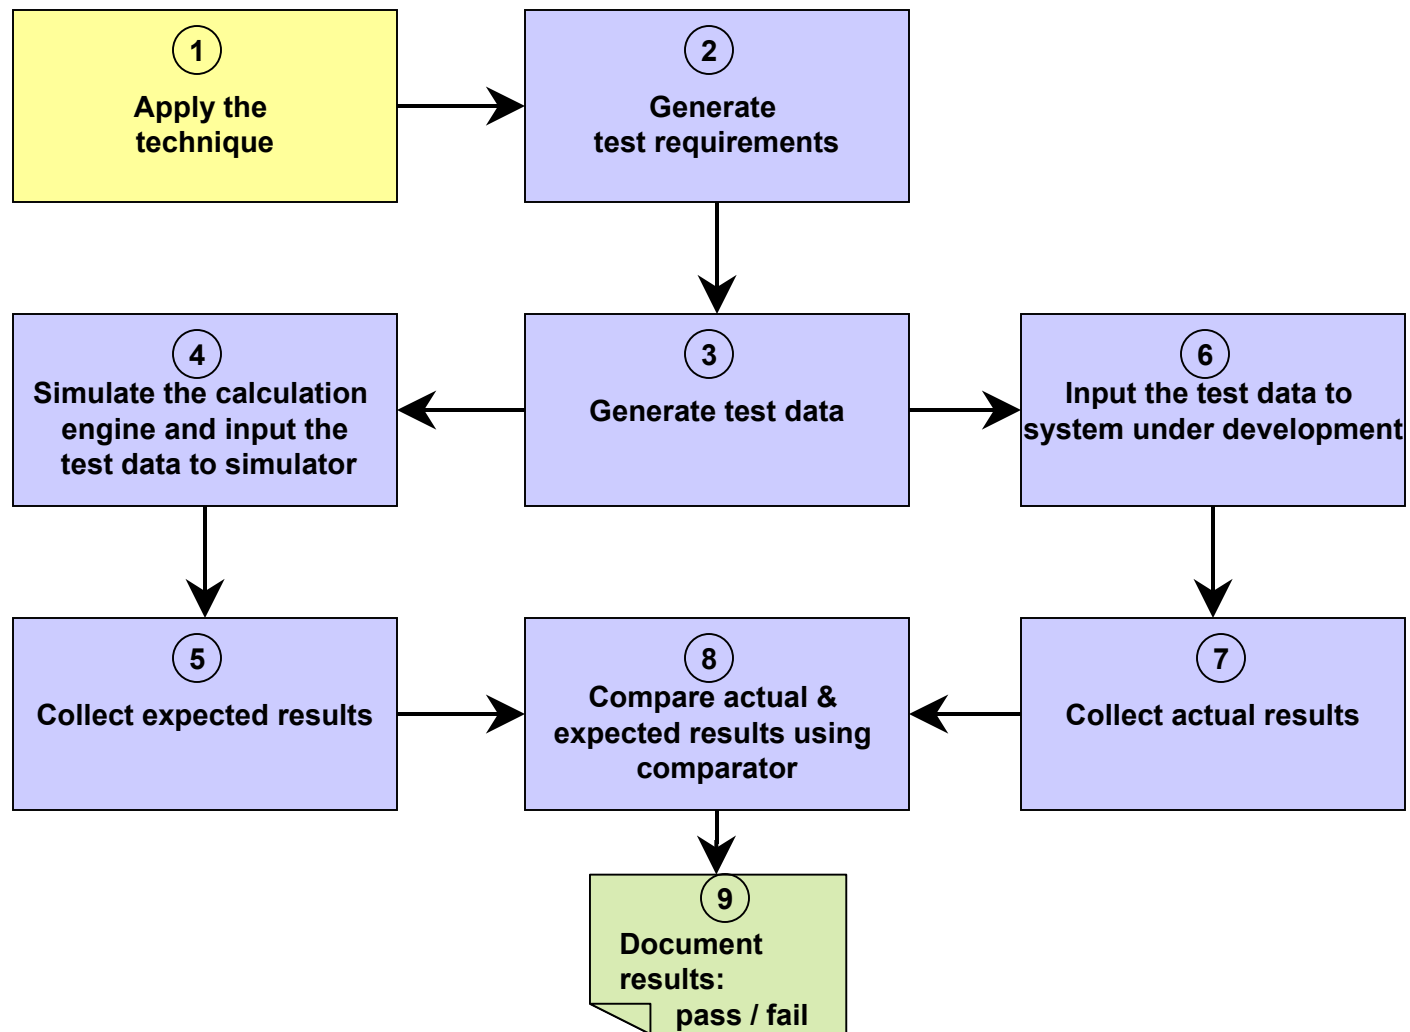 1
Apply the
technique
2
Generate
test requirements
4
Simulate the calculation
engine and input the
test data to simulator
3
Generate test data
6
Input the test data to
system under development
5
Collect expected results
8
Compare actual &
expected results using
comparator
7
Collect actual results
9
Document
results:
pass / fail